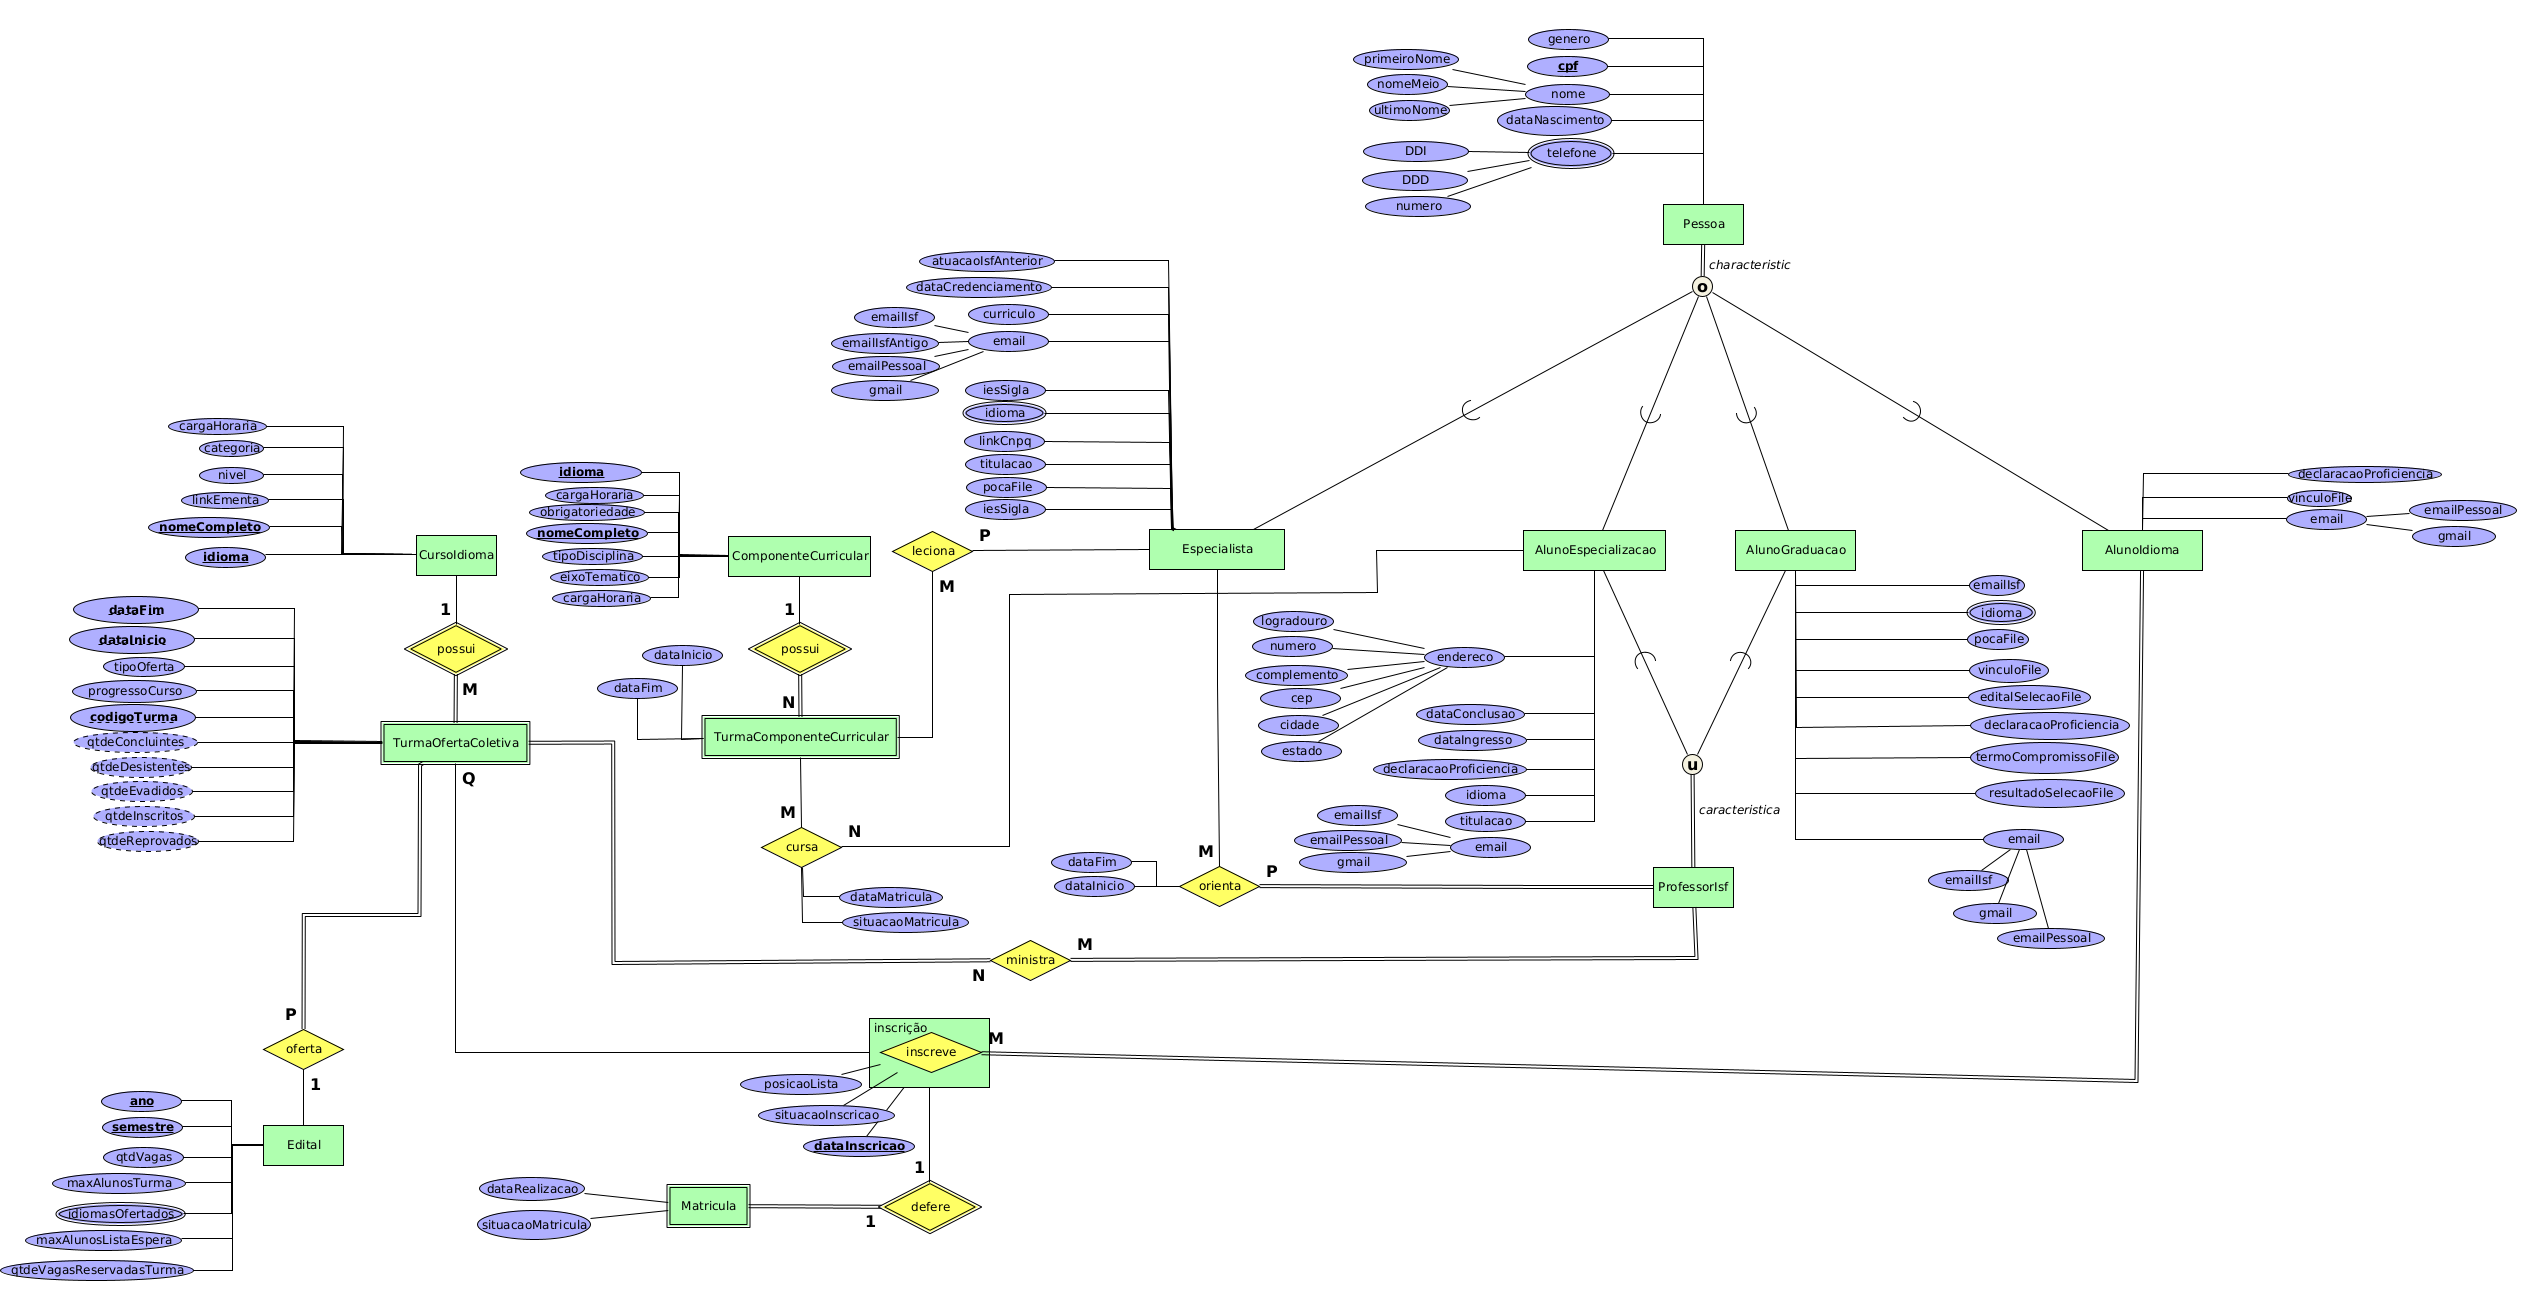 genero
cpf
primeiroNome
nomeMeio
ultimoNome
nome
dataNascimento
DDI
DDD
numero
telefone
Pessoa
characteristic
o
atuacaoIsfAnterior
dataCredenciamento
curriculo
emailIsf
emailIsfAntigo
emailPessoal
gmail
email
iesSigla
idioma
linkCnpq
titulacao
pocaFile
iesSigla
Especialista
cargaHoraria
categoria
nivel
linkEmenta
nomeCompleto
idioma
CursoIdioma
idioma
cargaHoraria
obrigatoriedade
nomeCompleto
tipoDisciplina
eixoTematico
cargaHoraria
ComponenteCurricular
leciona
P
M
AlunoEspecializacao
AlunoGraduacao
AlunoIdioma
declaracaoProficiencia
vinculoFile
email
emailPessoal
gmail
1
possui
M
1
possui
N
dataFim
dataInicio
tipoOferta
progressoCurso
codigoTurma
qtdeConcluintes
qtdeDesistentes
qtdeEvadidos
qtdeInscritos
qtdeReprovados
TurmaOfertaColetiva
Q
dataInicio
dataFim
TurmaComponenteCurricular
M
cursa
N
dataMatricula
situacaoMatricula
logradouro
numero
complemento
cep
cidade
estado
endereco
dataConclusao
dataIngresso
declaracaoProficiencia
idioma
titulacao
email
emailIsf
emailPessoal
gmail
emailIsf
idioma
pocaFile
vinculoFile
editalSelecaoFile
declaracaoProficiencia
termoCompromissoFile
resultadoSelecaoFile
email
emailIsf
gmail
emailPessoal
u
caracteristica
ProfessorIsf
M
orienta
P
dataFim
dataInicio
M
ministra
N
P
oferta
1
inscrição
inscreve
M
posicaoLista
situacaoInscricao
dataInscricao
1
defere
1
Matricula
dataRealizacao
situacaoMatricula
ano
semestre
qtdVagas
maxAlunosTurma
idiomasOfertados
maxAlunosListaEspera
qtdeVagasReservadasTurma
Edital